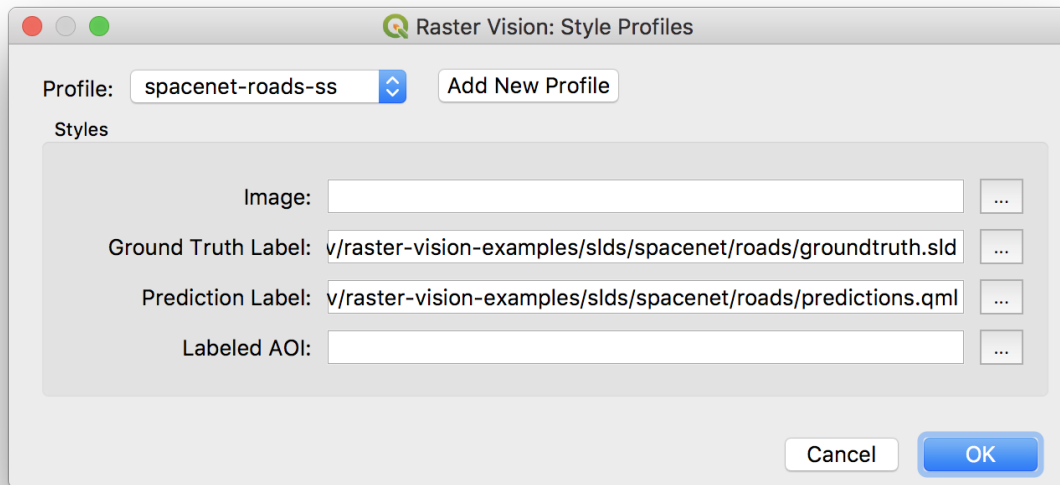 Raster Vision: Style Profiles
Profile: spacenet-roads-ss Add New Profile
Styles
Image: ...
Ground Truth Label: v/raster-vision-examples/slds/spacenet/roads/groundtruth.sld ...
Prediction Label: v/raster-vision-examples/slds/spacenet/roads/predictions.qml ...
Labeled AOI: ...
Cancel OK